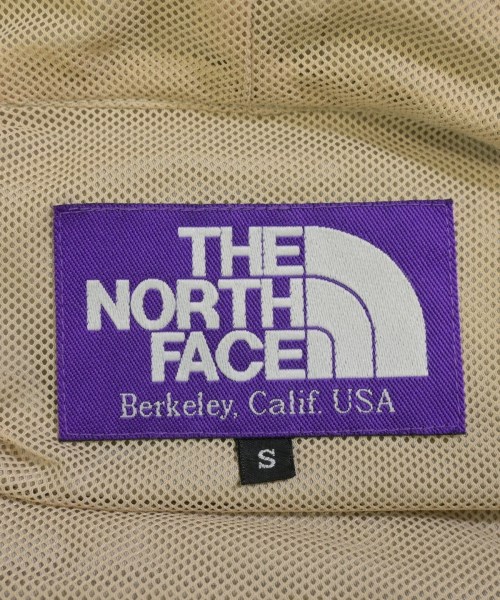 THE
NORTH
FACE
Berkeley, Calif. USA
S